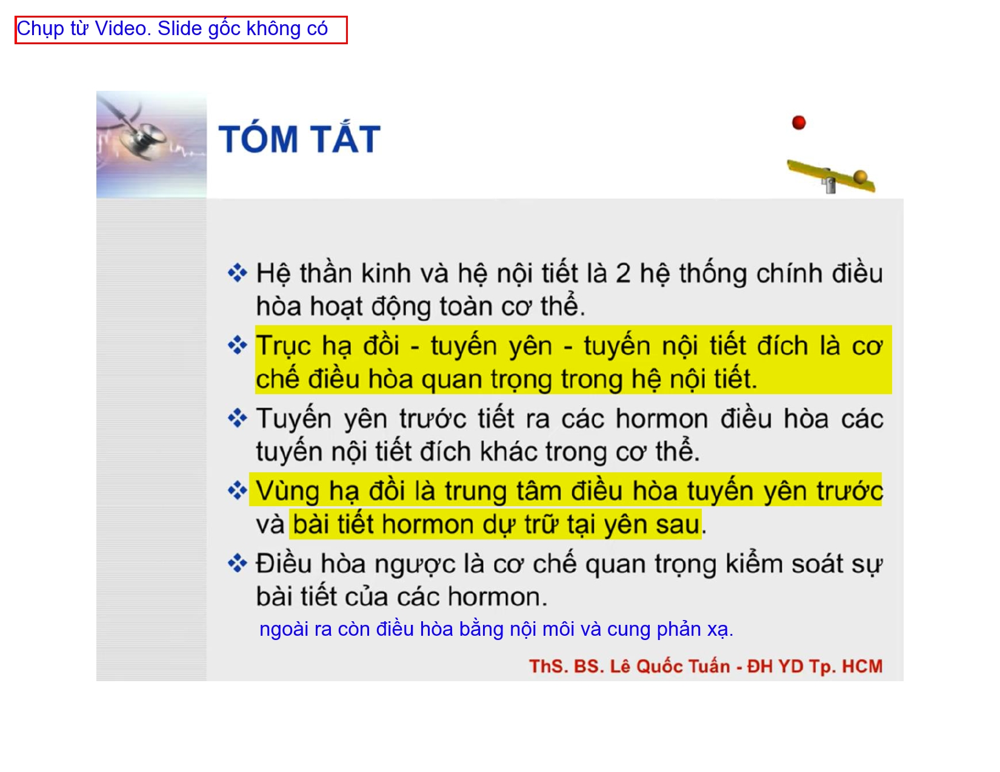 Chụp từ Video. Slide gốc không có
TÓM TẮT
Hệ thần kinh và hệ nội tiết là 2 hệ thống chính điều
hòa hoạt động toàn cơ thể.
Trục hạ đồi - tuyến yên - tuyến nội tiết đích là cơ
chế điều hòa quan trọng trong hệ nội tiết.
Tuyến yên trước tiết ra các hormon điều hòa các
tuyến nội tiết đích khác trong cơ thể.
Vùng hạ đồi là trung tâm điều hòa tuyến yên trước
và bài tiết hormon dự trữ tại yên sau.
Điều hòa ngược là cơ chế quan trọng kiểm soát sự
bài tiết của các hormon.
ngoài ra còn điều hòa bằng nội môi và cung phản xạ.
ThS. BS. Lê Quốc Tuấn - ĐH YD Tp. HCM